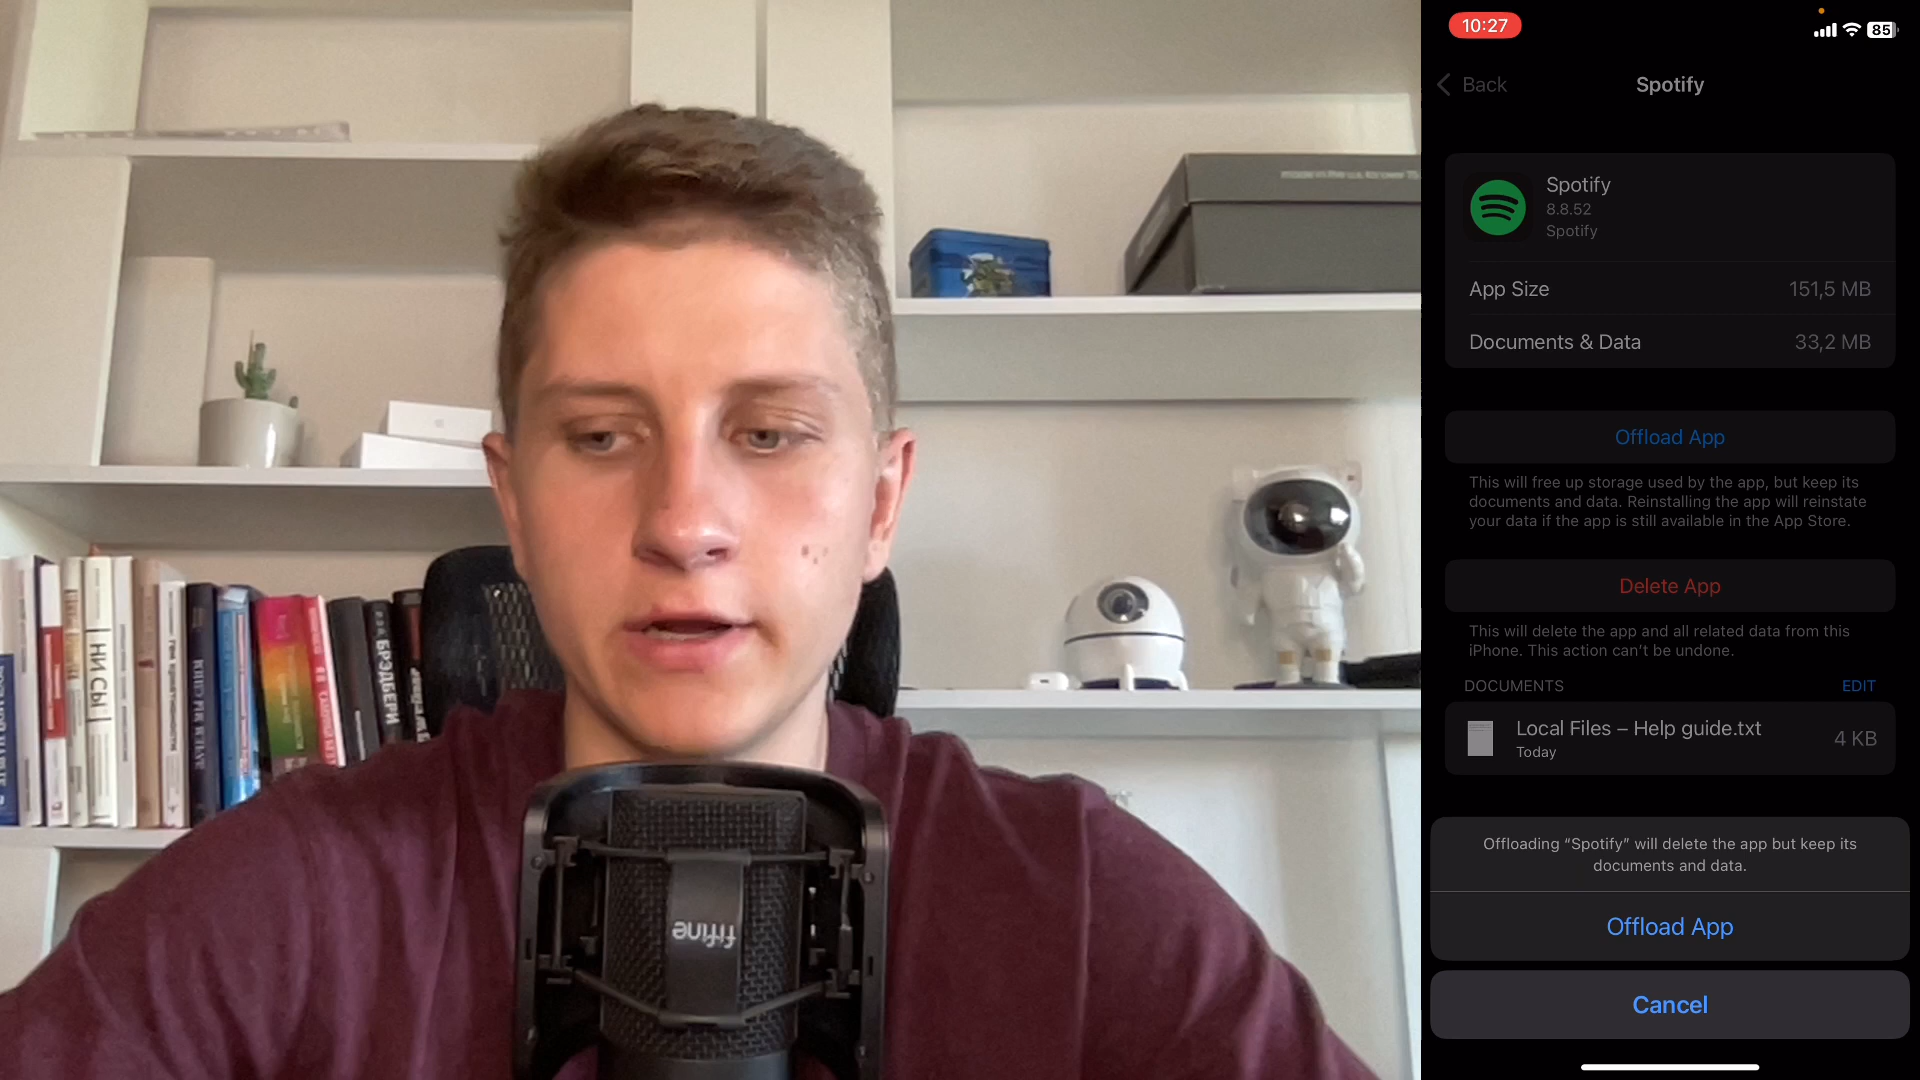 10:27
85
Back
Spotify
Spotify
8.8.52
Spotify
App Size 151,5 MB
Documents & Data 33,2 MB
Offload App
This will free up storage used by the app, but keep its
documents and data. Reinstalling the app will reinstate
your data if the app is still available in the App Store.
Delete App
This will delete the app and all related data from this
iPhone. This action can’t be undone.
DOCUMENTS EDIT
Local Files – Help guide.txt 4 KB
Today
Offloading “Spotify” will delete the app but keep its
documents and data.
Offload App
Cancel
НИ СЫ
БРЭДБЕРИ
fifine